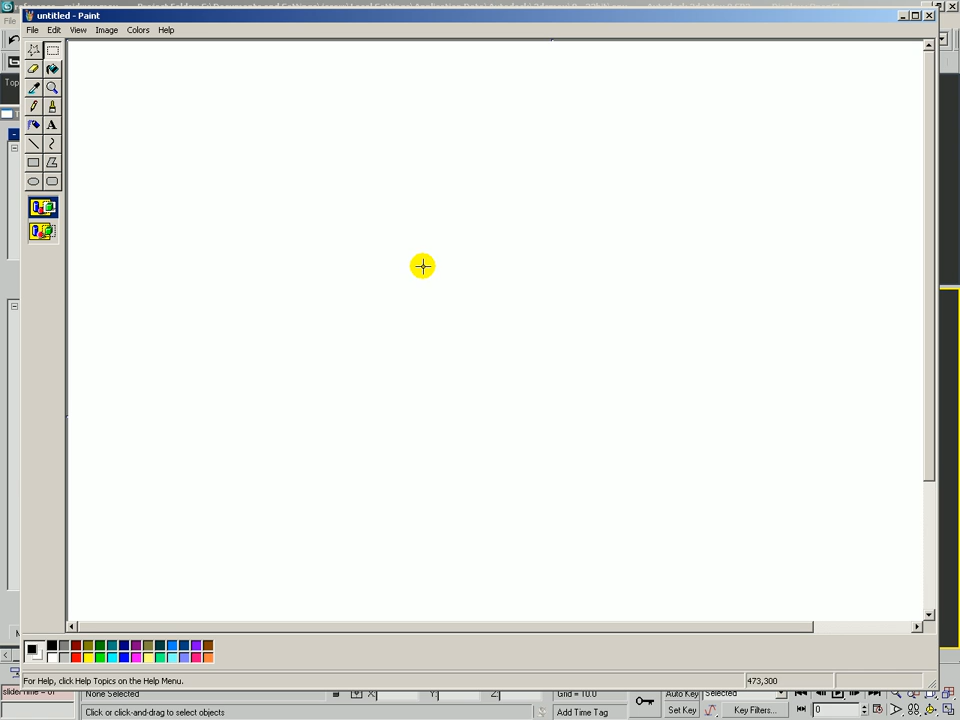 untitled - Paint
File Edit View Image Colors Help
A
Top
For Help, click Help Topics on the Help Menu.
473,300
None Selected
X: Y: Z:
Grid = 10.0
Auto Key
Selected
Click or click-and-drag to select objects
Add Time Tag
Set Key
Key Filters...
0